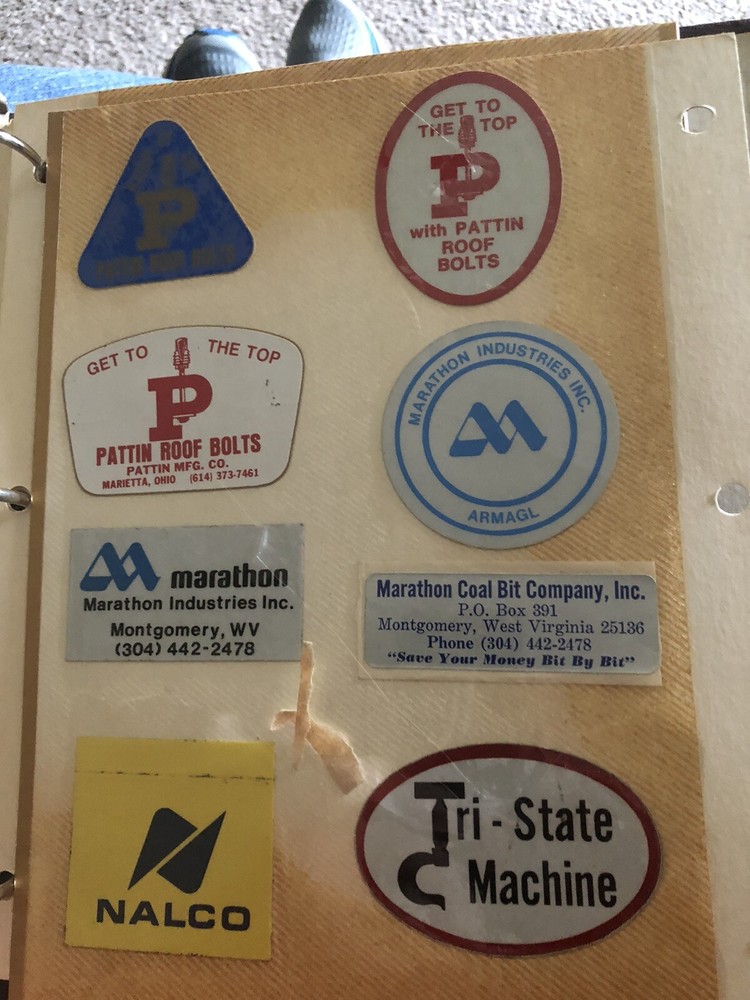 P
PATTIN ROOF BOLTS
GET TO
THE TOP
P
with PATTIN
ROOF
BOLTS
GET TO THE TOP
P
PATTIN ROOF BOLTS
PATTIN MFG. CO.
MARIETTA, OHIO (614) 373-7461
MARATHON INDUSTRIES INC.
M
ARMAGL
M marathon
Marathon Industries Inc.
Montgomery, WV
(304) 442-2478
Marathon Coal Bit Company, Inc.
P.O. Box 391
Montgomery, West Virginia 25136
Phone (304) 442-2478
"Save Your Money Bit By Bit"
NALCO
Tri - State
Machine